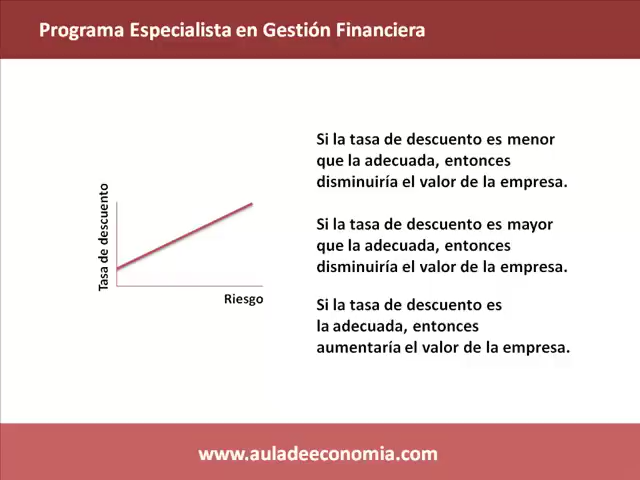 Programa Especialista en Gestión Financiera
Si la tasa de descuento es menor
que la adecuada, entonces
disminuiría el valor de la empresa.
Si la tasa de descuento es mayor
que la adecuada, entonces
disminuiría el valor de la empresa.
Si la tasa de descuento es
la adecuada, entonces
aumentaría el valor de la empresa.
Tasa de descuento
Riesgo
www.auladeeconomia.com